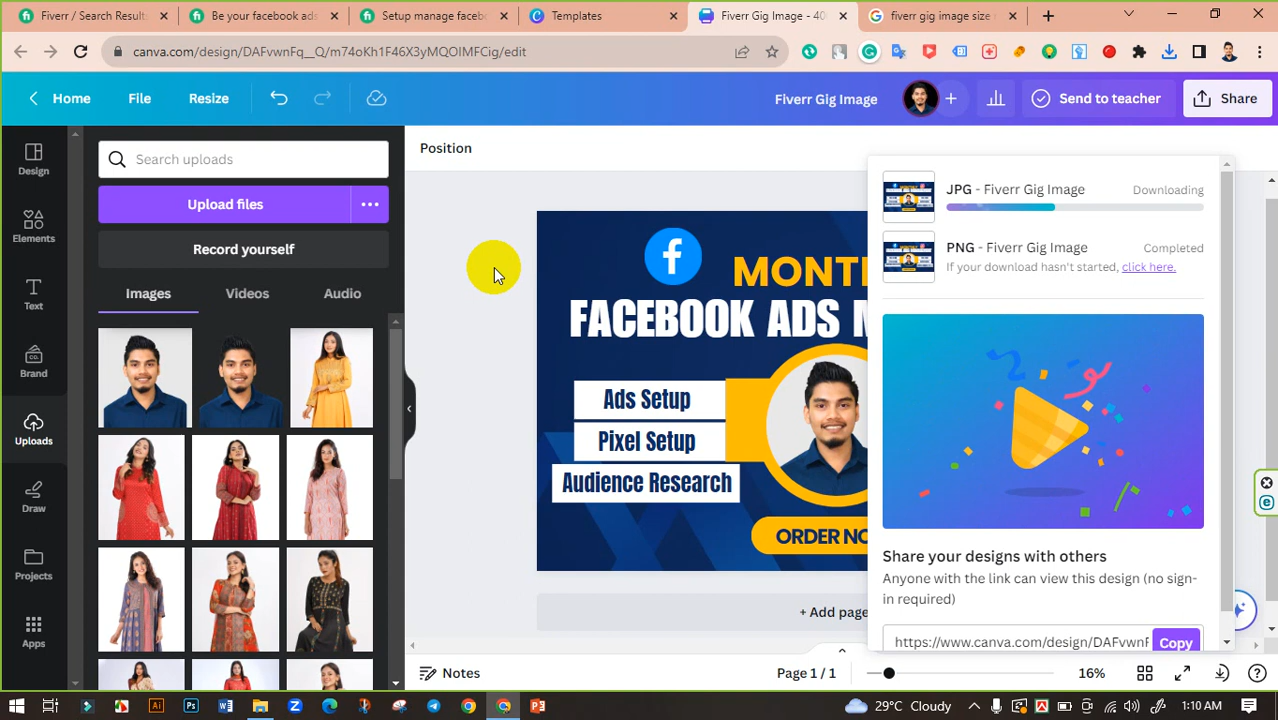 Fiverr / Search Results
Be your facebook ads
Setup manage faceb
Templates
Fiverr Gig Image - 40
fiverr gig image size
canva.com/design/DAFvwnFq__Q/m74oKh1F46X3yMQOIMFCig/edit
Home
File
Resize
Fiverr Gig Image
Send to teacher
Share
Design
Elements
Text
Brand
Uploads
Draw
Projects
Apps
Search uploads
Upload files
Record yourself
Images
Videos
Audio
Position
f
MONT
FACEBOOK ADS M
Ads Setup
Pixel Setup
Audience Research
ORDER NO
+ Add page
JPG - Fiverr Gig Image
Downloading
PNG - Fiverr Gig Image
Completed
If your download hasn't started, click here.
Share your designs with others
Anyone with the link can view this design (no sign-
in required)
https://www.canva.com/design/DAFvwnF
Copy
Notes
Page 1 / 1
16%
29°C Cloudy
1:10 AM